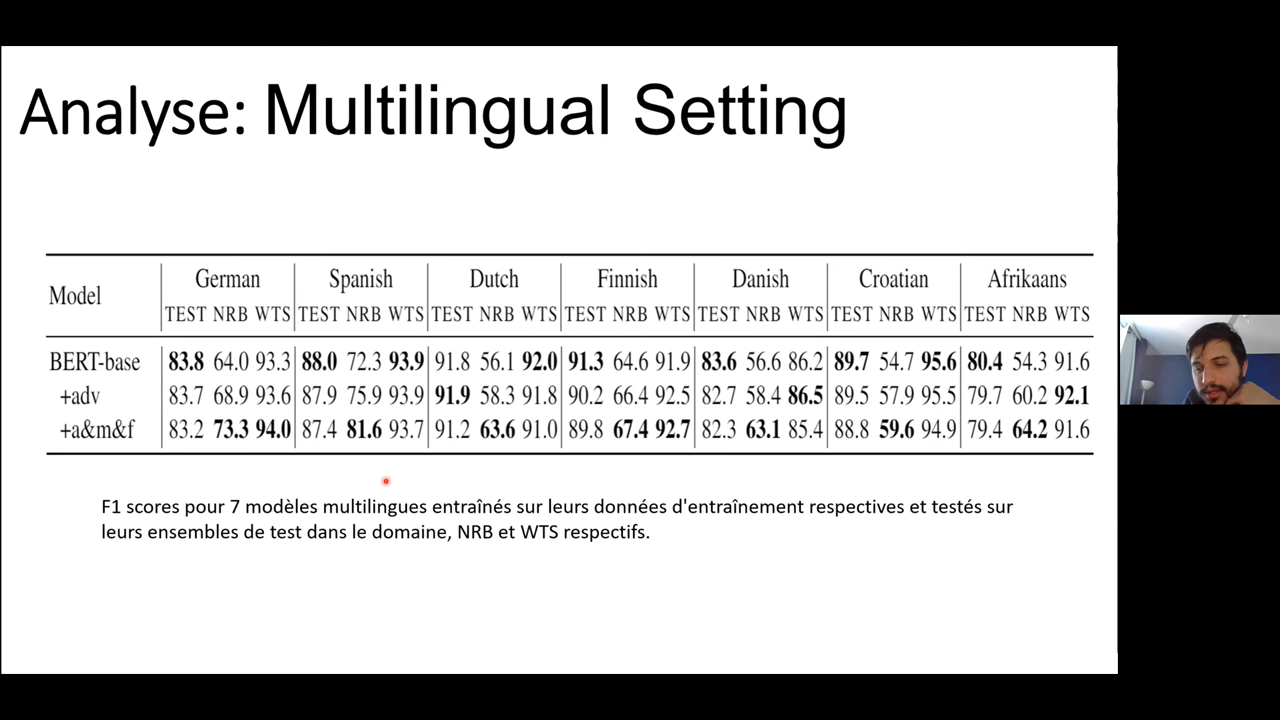 Analyse: Multilingual Setting
Model German Spanish Dutch Finnish Danish Croatian Afrikaans
TEST NRB WTS TEST NRB WTS TEST NRB WTS TEST NRB WTS TEST NRB WTS TEST NRB WTS TEST NRB WTS
BERT-base 83.8 64.0 93.3 88.0 72.3 93.9 91.8 56.1 92.0 91.3 64.6 91.9 83.6 56.6 86.2 89.7 54.7 95.6 80.4 54.3 91.6
+adv 83.7 68.9 93.6 87.9 75.9 93.9 91.9 58.3 91.8 90.2 66.4 92.5 82.7 58.4 86.5 89.5 57.9 95.5 79.7 60.2 92.1
+a&m&f 83.2 73.3 94.0 87.4 81.6 93.7 91.2 63.6 91.0 89.8 67.4 92.7 82.3 63.1 85.4 88.8 59.6 94.9 79.4 64.2 91.6
F1 scores pour 7 modèles multilingues entraînés sur leurs données d'entraînement respectives et testés sur
leurs ensembles de test dans le domaine, NRB et WTS respectifs.